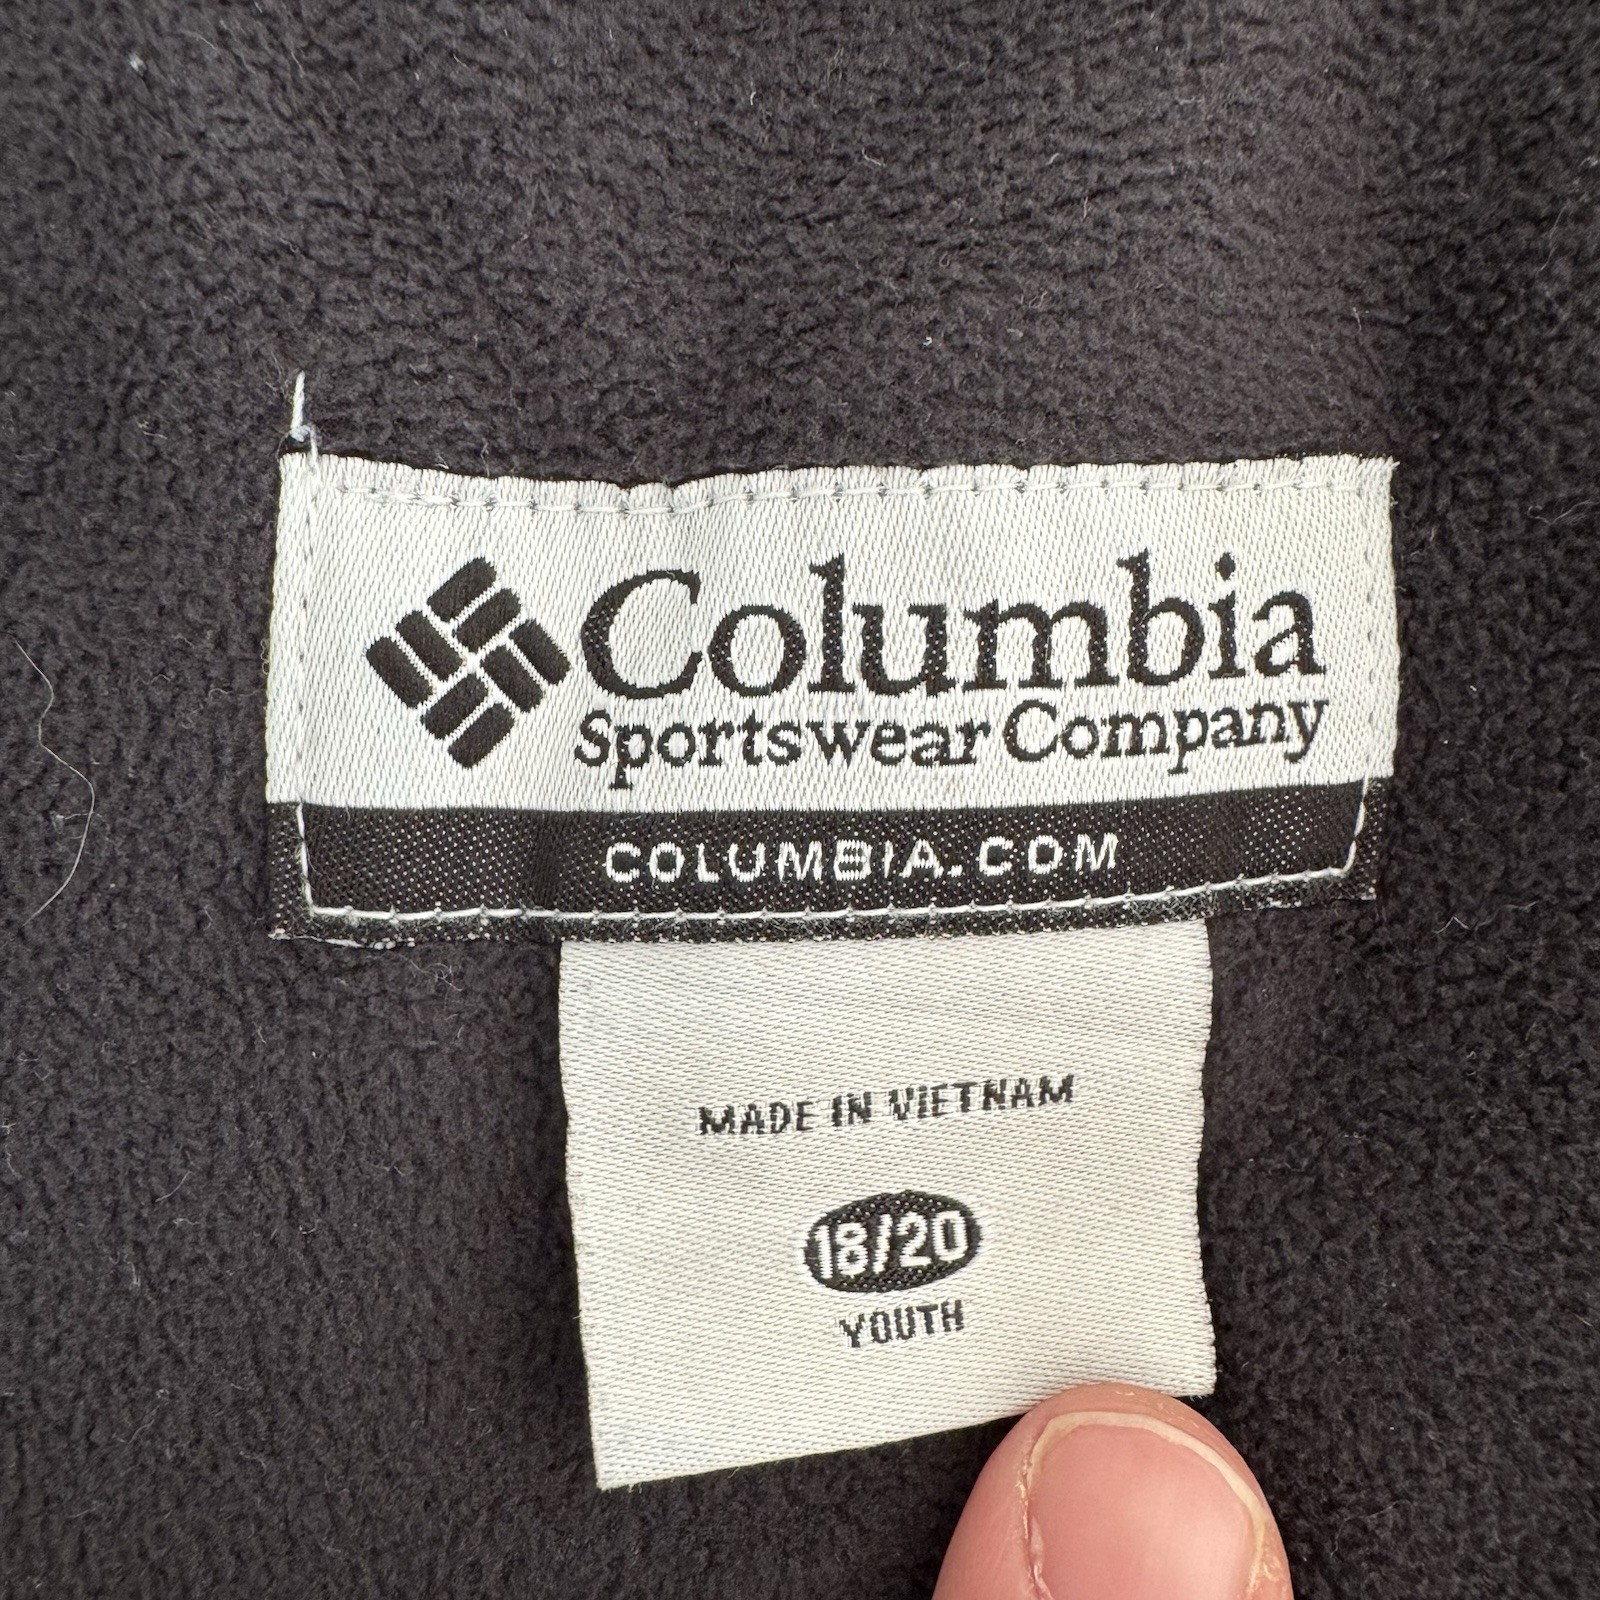 Columbia
Sportswear Company
COLUMBIA.COM
MADE IN VIETNAM
18/20
YOUTH